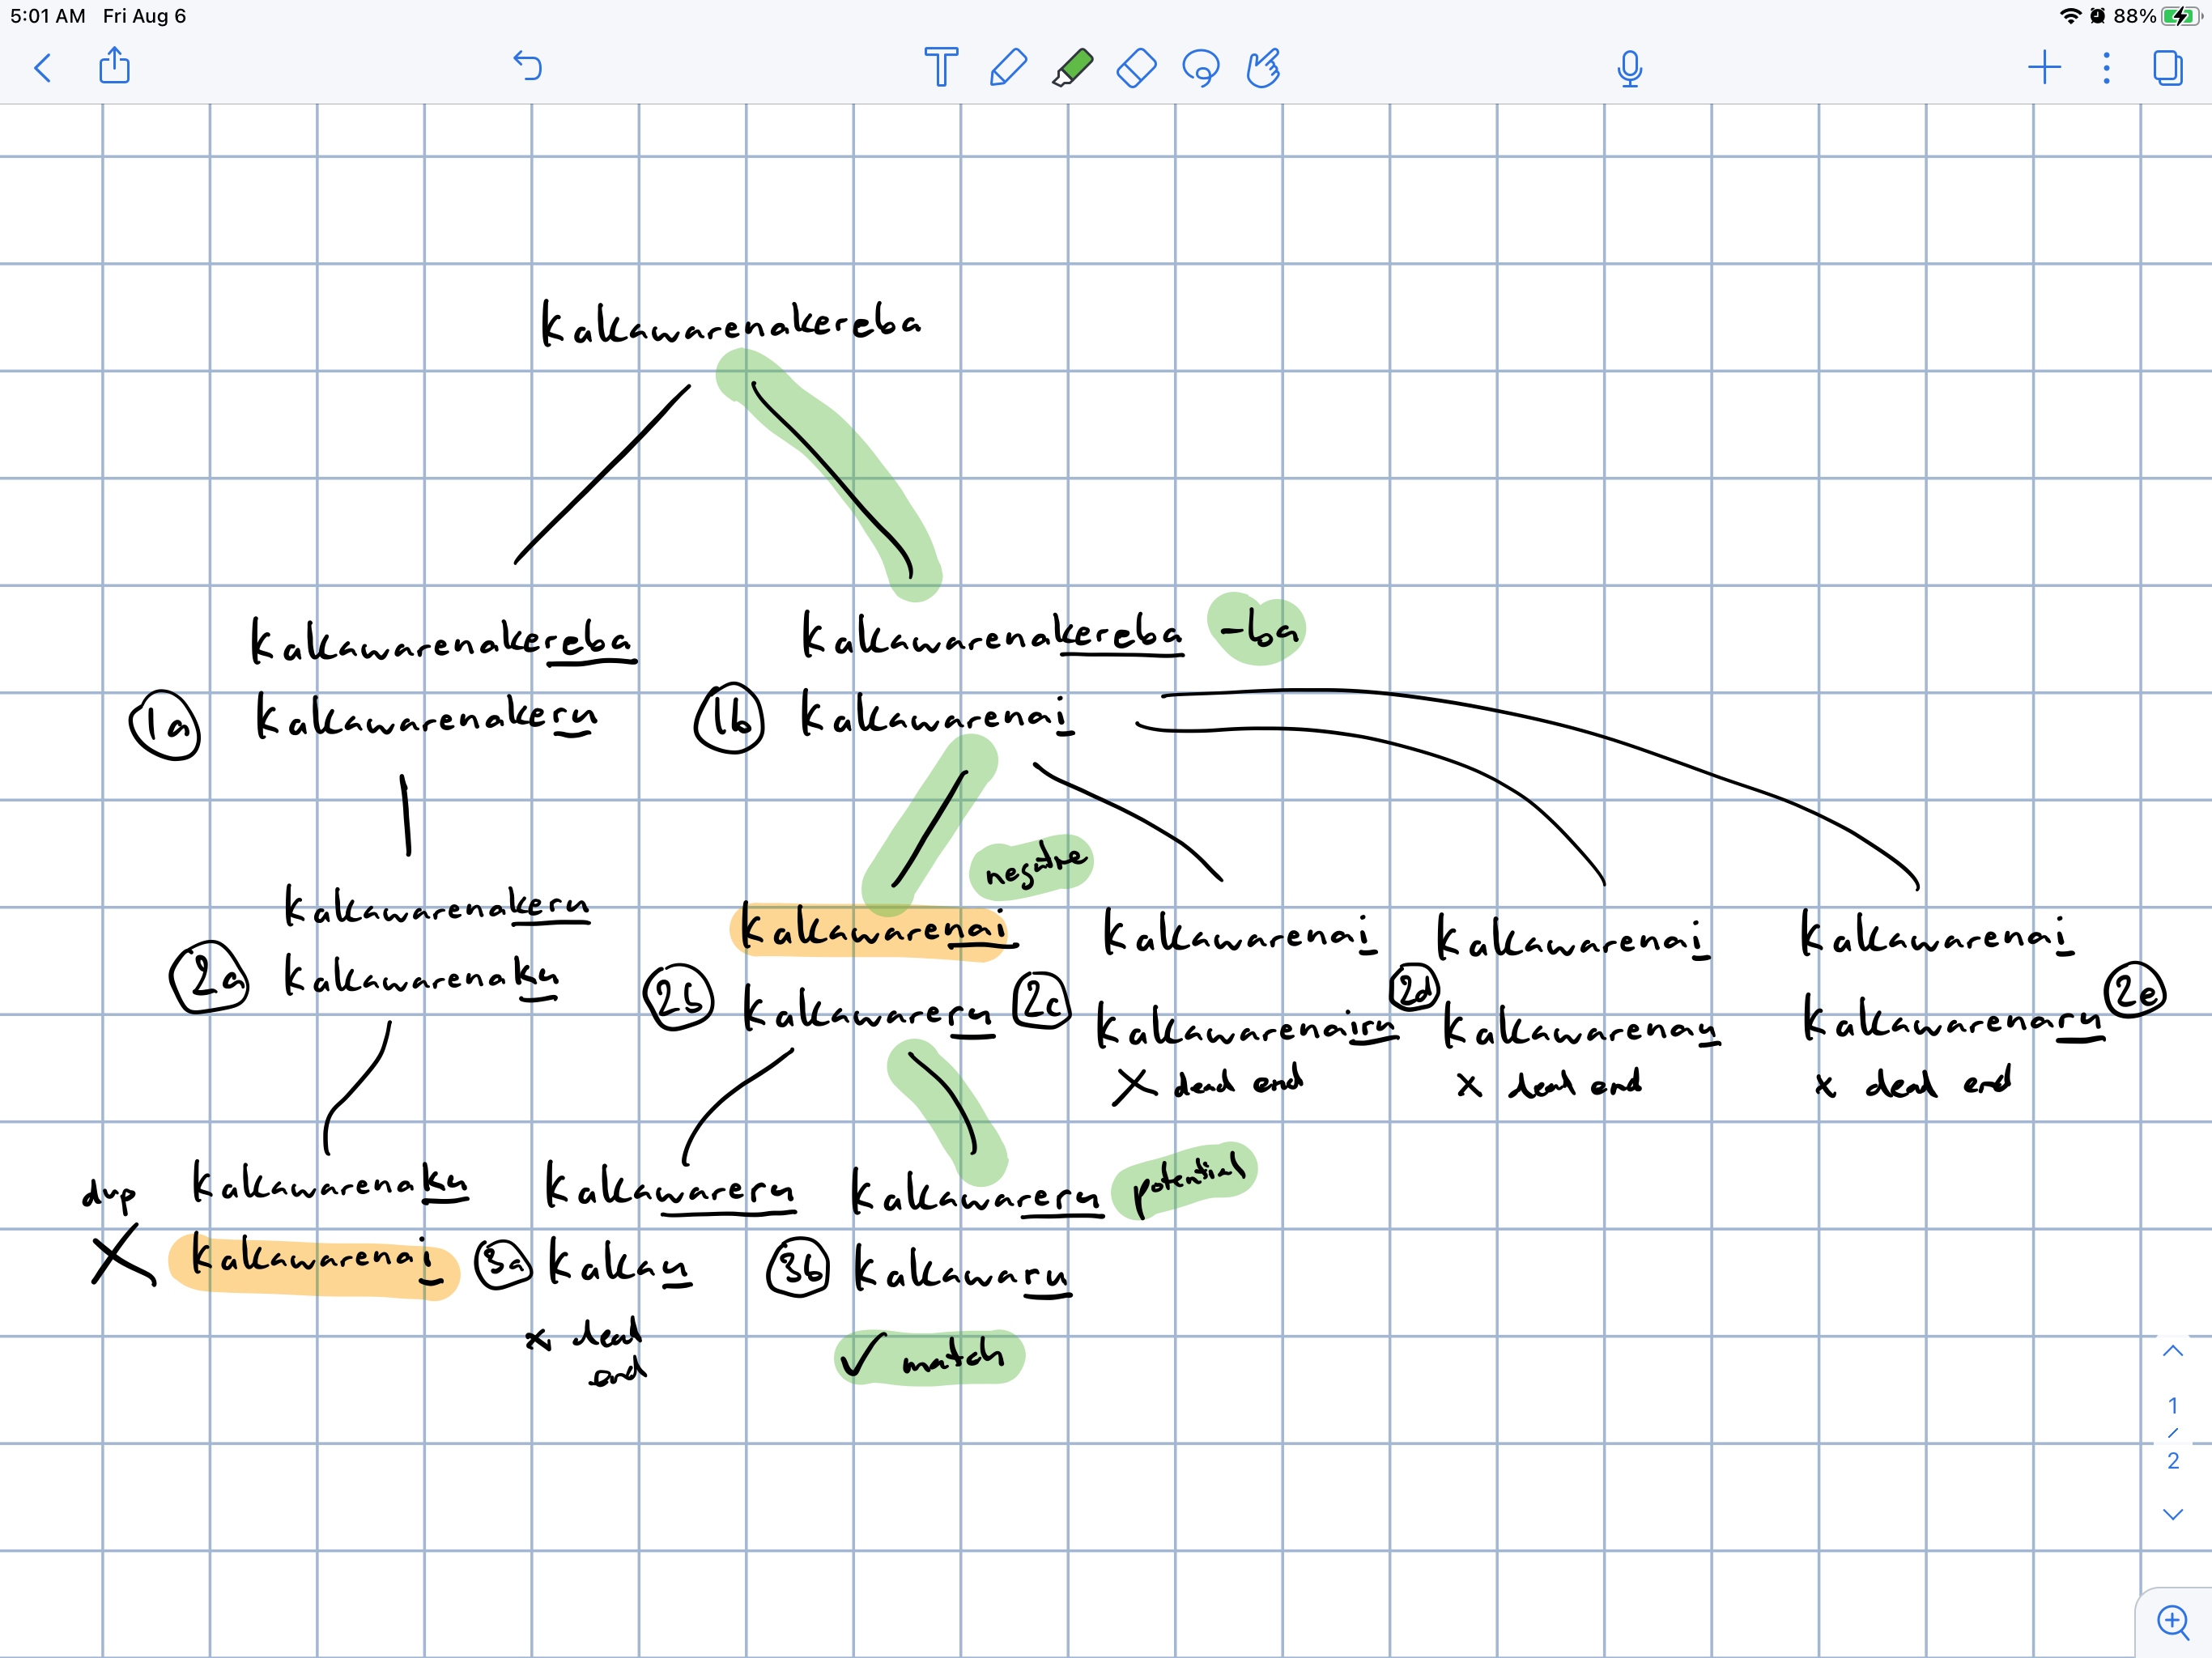 5:01 AM Fri Aug 6
88%
kakawarenakereba
kakawarenakereba
kakawarenakereba -ba
1a kakawarenakeru
1b kakawarenai
negative
kakawarenakeru
kakawarenai
kakawarenai
kakawarenai
kakawarenai
2a kakawarenaku
2b kakawareru
2c kakawarenairu
2d kakawarenau
kakawarenaru 2e
x dead end
x dead end
x dead end
dup kakawarenaku
kakawareru
kakawareru potential
X kakawarenai
3a kakau
3b kakawaru
x dead
end
✓ match
1
/
2